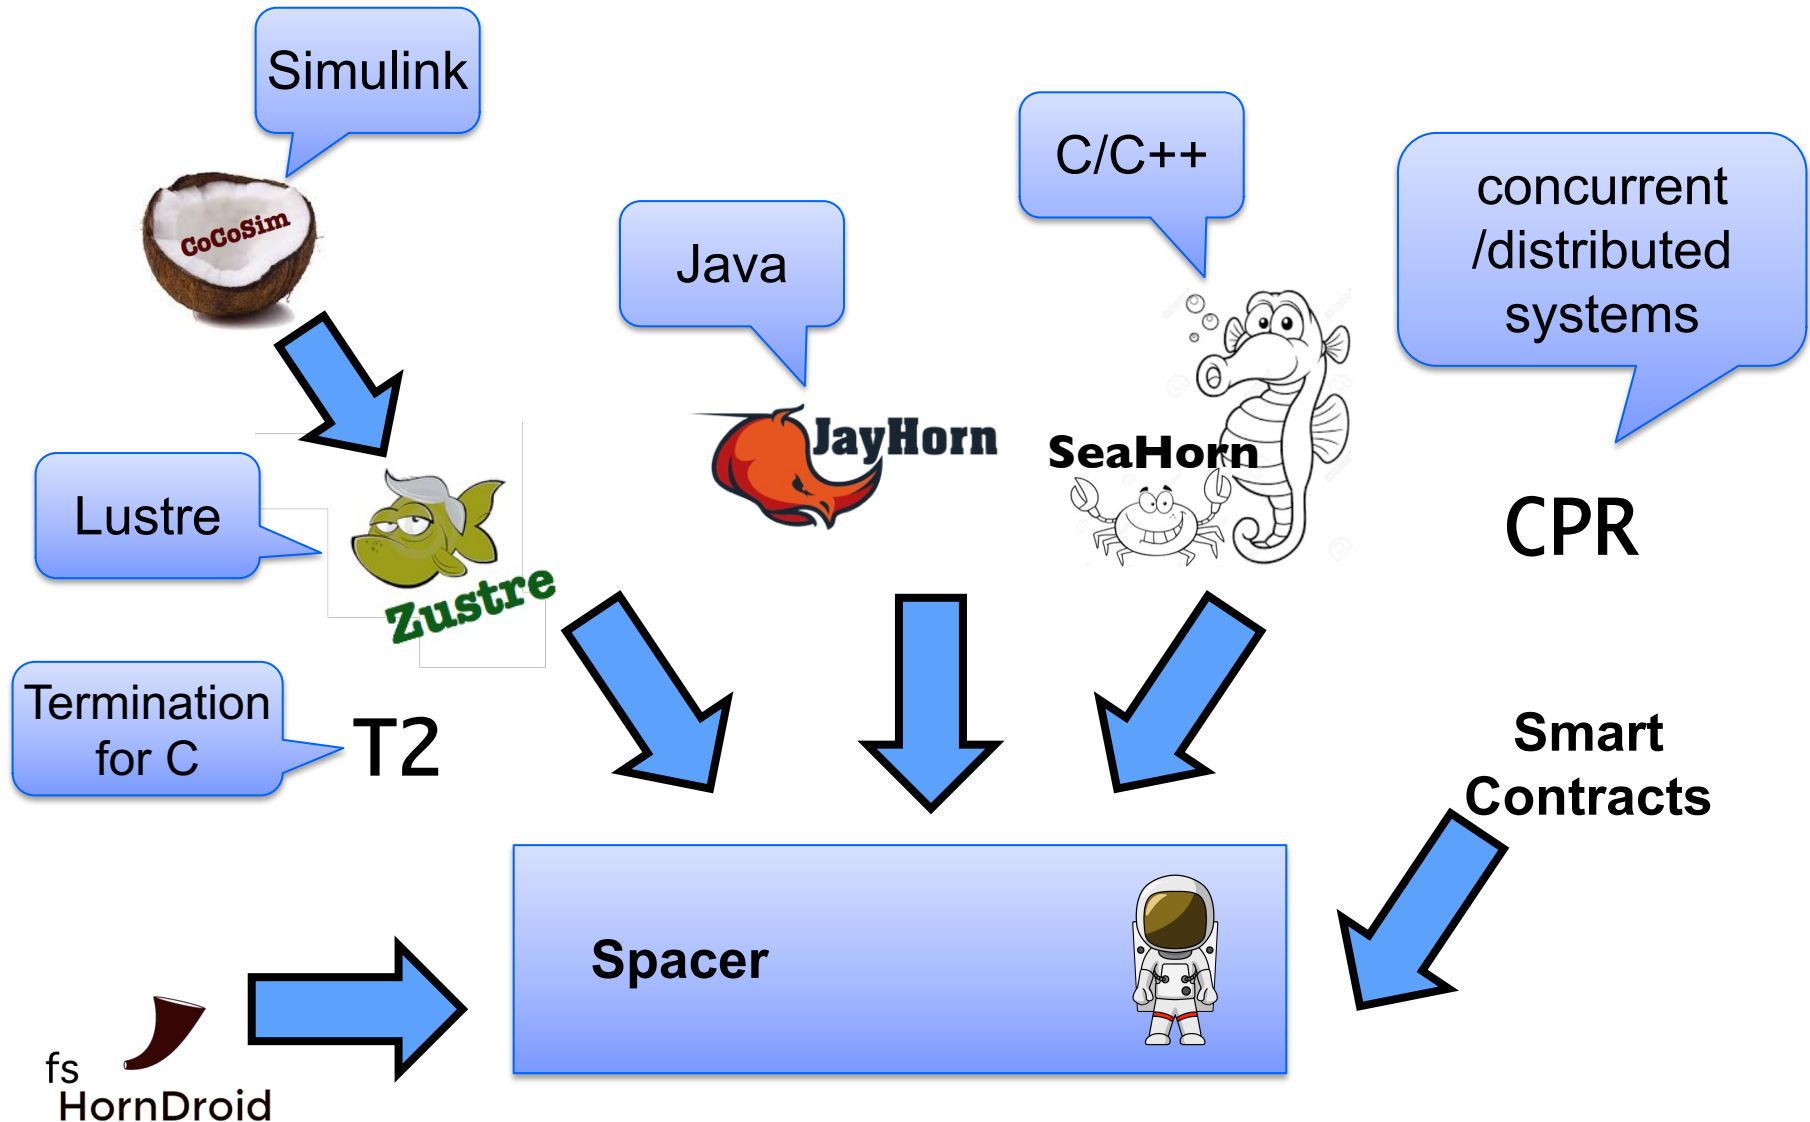 Simulink
CoCoSim
C/C++
concurrent
/distributed
systems
Java
JayHorn
SeaHorn
Lustre
Zustre
CPR
Termination
for C
T2
Smart
Contracts
Spacer
fs
HornDroid